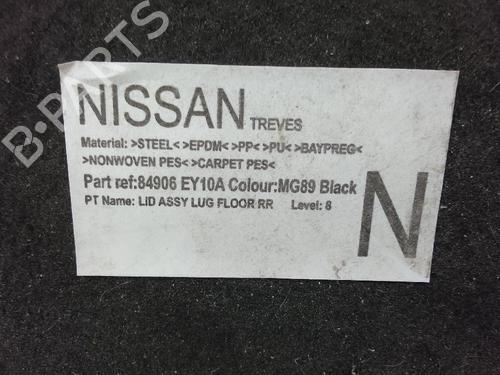 B-PARTS
NISSAN TREVES
Material: >STEEL< >EPDM< >PP< >PU< >BAYPREG<
>NONWOVEN PES< >CARPET PES<
Part ref:84906 EY10A Colour:MG89 Black
PT Name: LID ASSY LUG FLOOR RR Level: 8
N